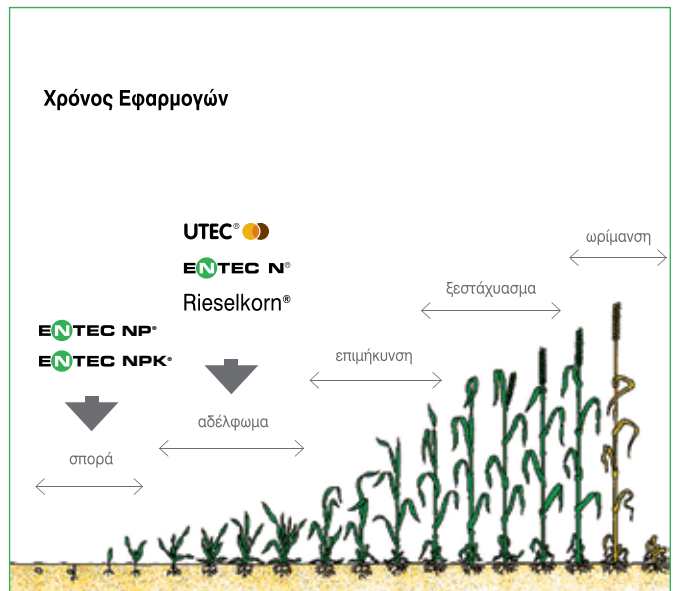 Χρόνος Εφαρμογών
UTEC®
ENTEC N®
Rieselkorn®
ENTEC NP®
ENTEC NPK®
ωρίμανση
ξεστάχυασμα
επιμήκυνση
αδέλφωμα
σπορά